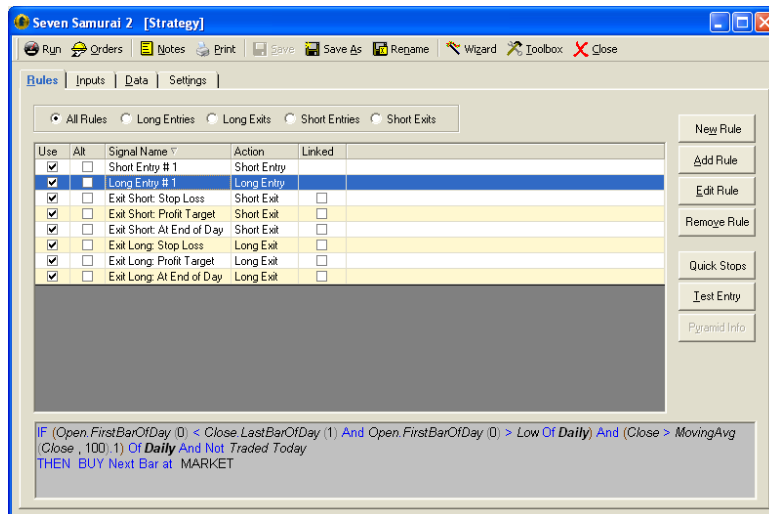 Seven Samurai 2 [Strategy]
Run Orders Notes Print Save Save As Rename Wizard Toolbox Close
Rules Inputs Data Settings
All Rules Long Entries Long Exits Short Entries Short Exits
New Rule
Add Rule
Edit Rule
Remove Rule
Quick Stops
Test Entry
Pyramid Info
Use Alt Signal Name Action Linked
Short Entry # 1 Short Entry
Long Entry # 1 Long Entry
Exit Short: Stop Loss Short Exit
Exit Short: Profit Target Short Exit
Exit Short: At End of Day Short Exit
Exit Long: Stop Loss Long Exit
Exit Long: Profit Target Long Exit
Exit Long: At End of Day Long Exit
IF (Open.FirstBarOfDay (0) < Close.LastBarOfDay (1) And Open.FirstBarOfDay (0) > Low Of Daily) And (Close > MovingAvg
(Close , 100).1) Of Daily And Not Traded Today
THEN BUY Next Bar at MARKET